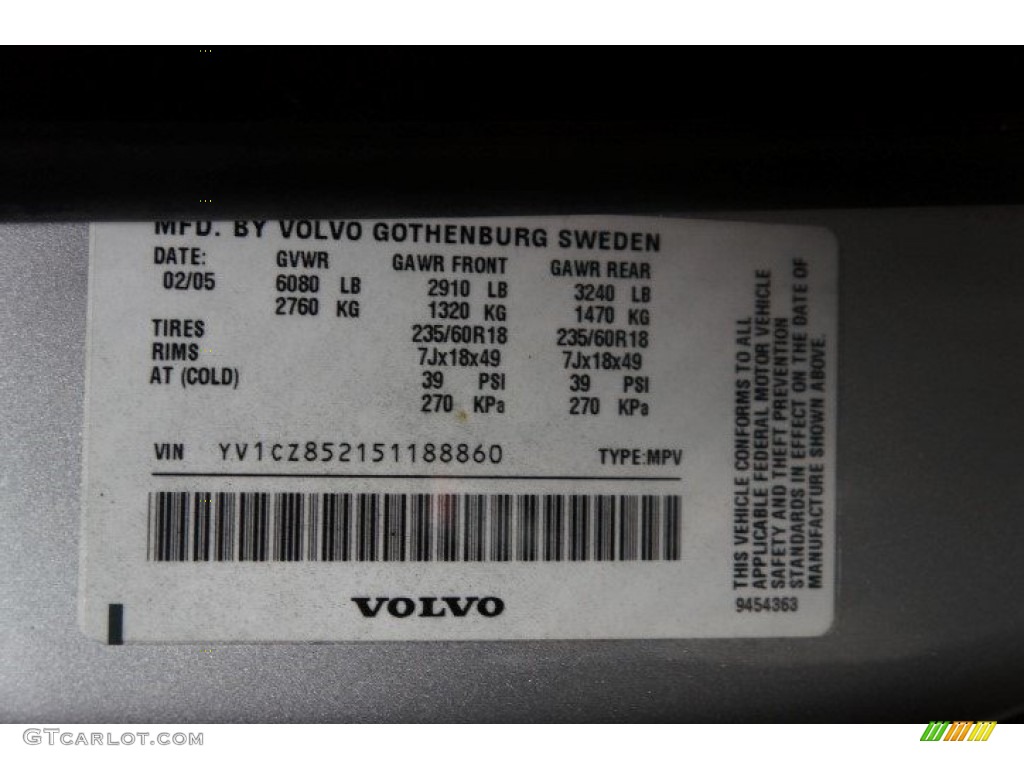 MFD. BY VOLVO GOTHENBURG SWEDEN
DATE: GVWR GAWR FRONT GAWR REAR
02/05 6080 LB 2910 LB 3240 LB
2760 KG 1320 KG 1470 KG
TIRES 235/60R18 235/60R18
RIMS 7Jx18x49 7Jx18x49
AT (COLD) 39 PSI 39 PSI
270 KPa 270 KPa
VIN YV1CZ852151188860 TYPE:MPV
VOLVO
THIS VEHICLE CONFORMS TO ALL
APPLICABLE FEDERAL MOTOR VEHICLE
SAFETY AND THEFT PREVENTION
STANDARDS IN EFFECT ON THE DATE OF
MANUFACTURE SHOWN ABOVE.
9454363
GTCARLOT.COM